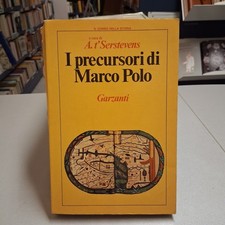 a cura di
A. t'Serstevens
I precursori di
Marco Polo
Garzanti